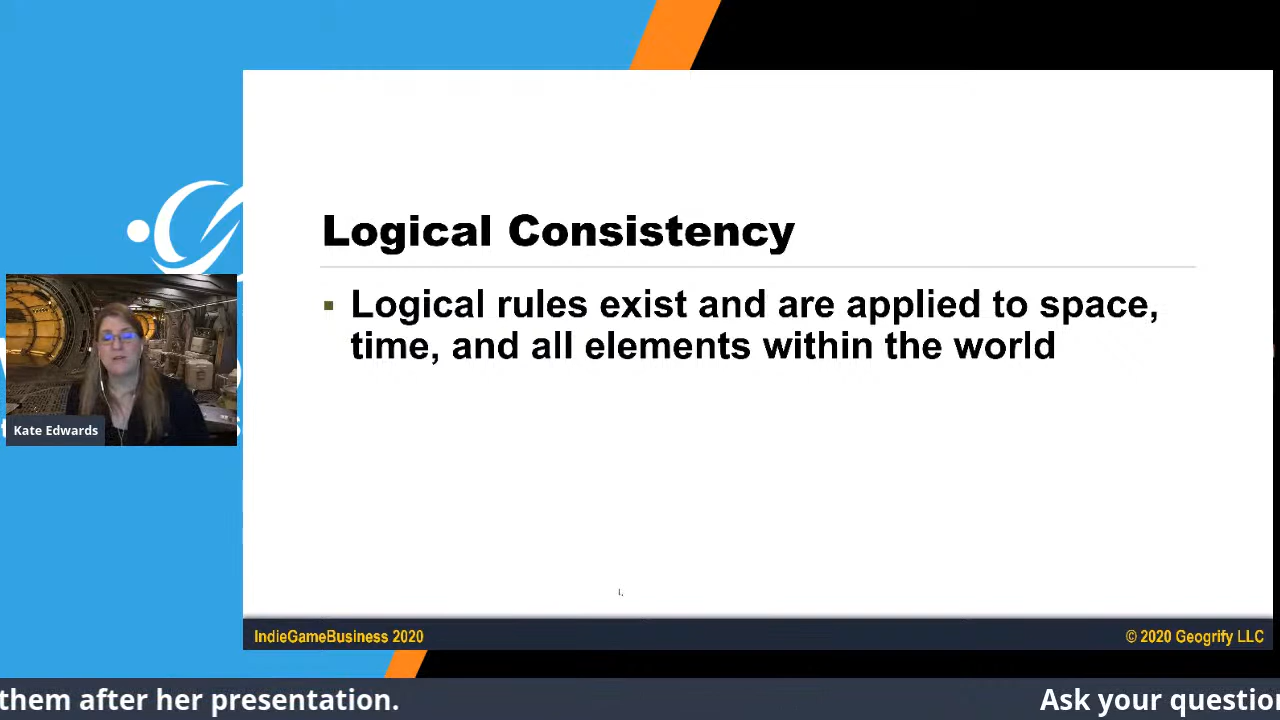 Logical Consistency
▪ Logical rules exist and are applied to space,
time, and all elements within the world
Kate Edwards
IndieGameBusiness 2020
© 2020 Geogrify LLC
them after her presentation.
Ask your question